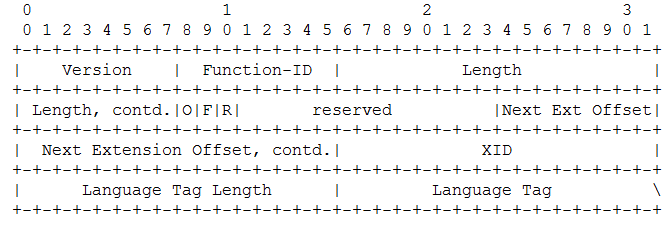 0                   1                   2                   3
 0 1 2 3 4 5 6 7 8 9 0 1 2 3 4 5 6 7 8 9 0 1 2 3 4 5 6 7 8 9 0 1
+-+-+-+-+-+-+-+-+-+-+-+-+-+-+-+-+-+-+-+-+-+-+-+-+-+-+-+-+-+-+-+-+
|    Version    |  Function-ID  |            Length             |
+-+-+-+-+-+-+-+-+-+-+-+-+-+-+-+-+-+-+-+-+-+-+-+-+-+-+-+-+-+-+-+-+
| Length, contd.|O|F|R|       reserved          |Next Ext Offset|
+-+-+-+-+-+-+-+-+-+-+-+-+-+-+-+-+-+-+-+-+-+-+-+-+-+-+-+-+-+-+-+-+
|  Next Extension Offset, contd.|              XID              |
+-+-+-+-+-+-+-+-+-+-+-+-+-+-+-+-+-+-+-+-+-+-+-+-+-+-+-+-+-+-+-+-+
|      Language Tag Length      |         Language Tag          \
+-+-+-+-+-+-+-+-+-+-+-+-+-+-+-+-+-+-+-+-+-+-+-+-+-+-+-+-+-+-+-+-+